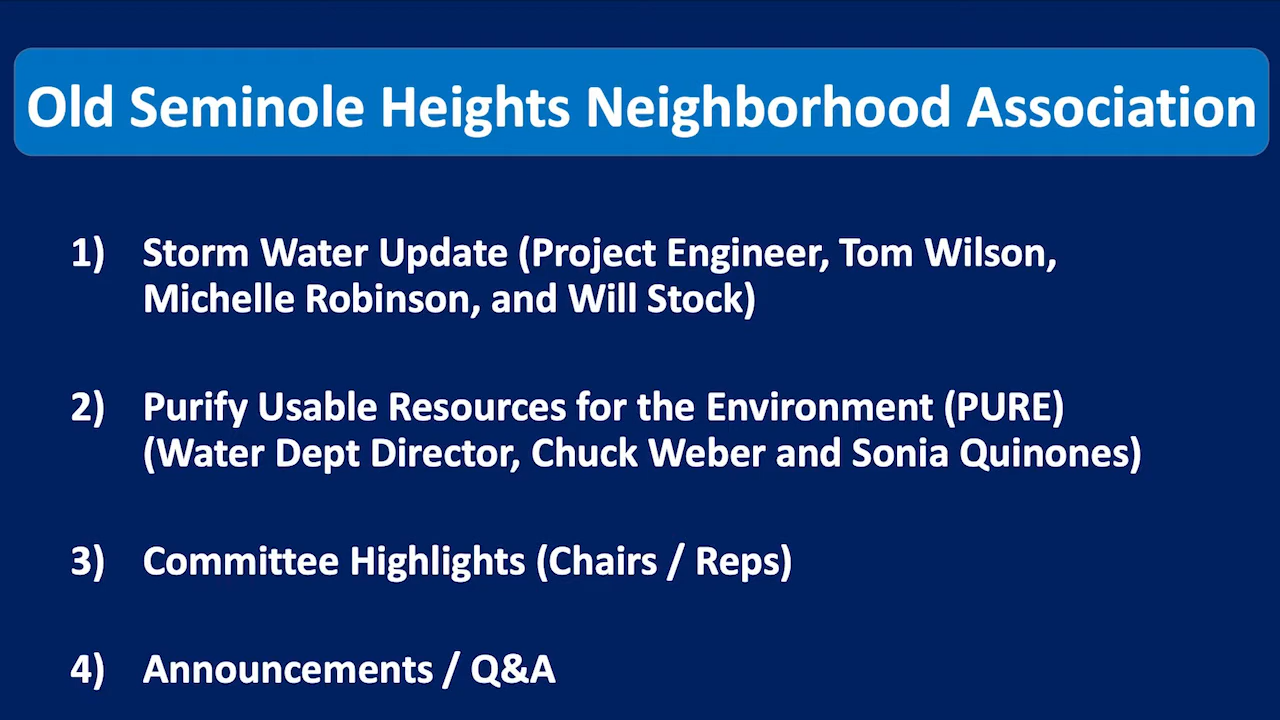 Old Seminole Heights Neighborhood Association
1) Storm Water Update (Project Engineer, Tom Wilson,
Michelle Robinson, and Will Stock)
2) Purify Usable Resources for the Environment (PURE)
(Water Dept Director, Chuck Weber and Sonia Quinones)
3) Committee Highlights (Chairs / Reps)
4) Announcements / Q&A